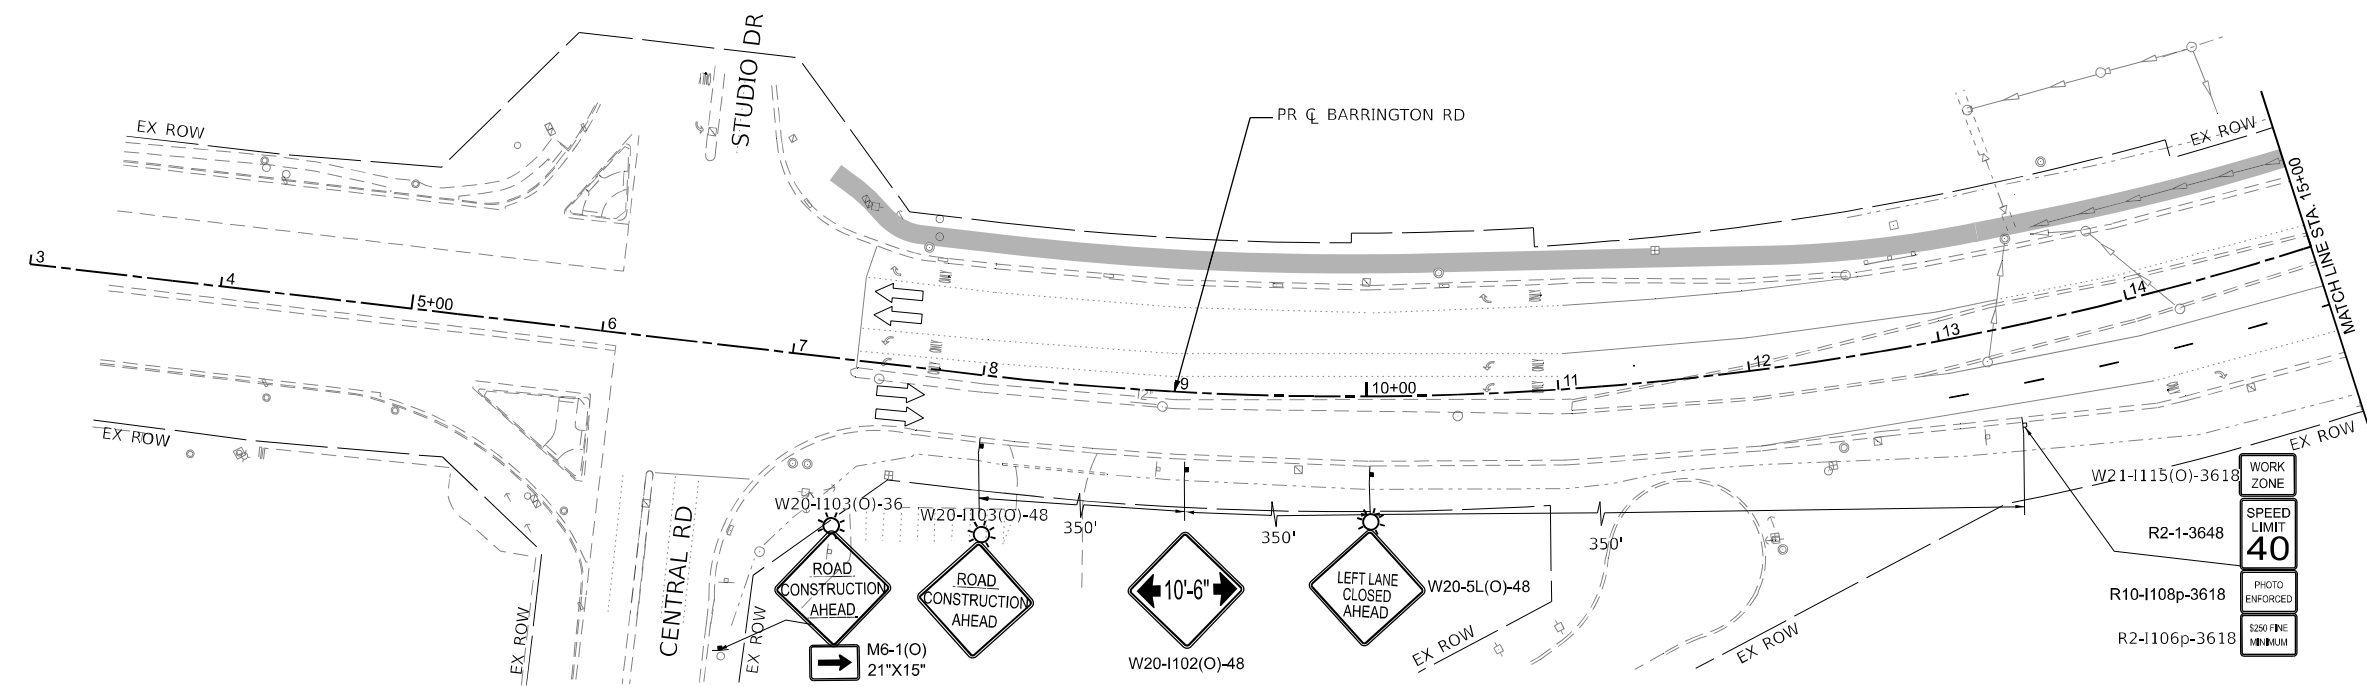 STUDIO DR
EX ROW
PR ℄ BARRINGTON RD
EX ROW
MATCH LINE STA. 15+00
3
4
5+00
6
7
8
9
10+00
11
12
13
14
12"
EX ROW
EX ROW
CENTRAL RD
EX ROW
EX ROW
EX ROW
EX ROW
350'
350'
350'
W20-I103(O)-36
ROAD
CONSTRUCTION
AHEAD
M6-1(O)
21"X15"
W20-I103(O)-48
ROAD
CONSTRUCTION
AHEAD
10'-6"
W20-I102(O)-48
LEFT LANE
CLOSED
AHEAD
W20-5L(O)-48
W21-I115(O)-3618
WORK
ZONE
R2-1-3648
SPEED
LIMIT
40
R10-I108p-3618
PHOTO
ENFORCED
R2-I106p-3618
$250 FINE
MINIMUM